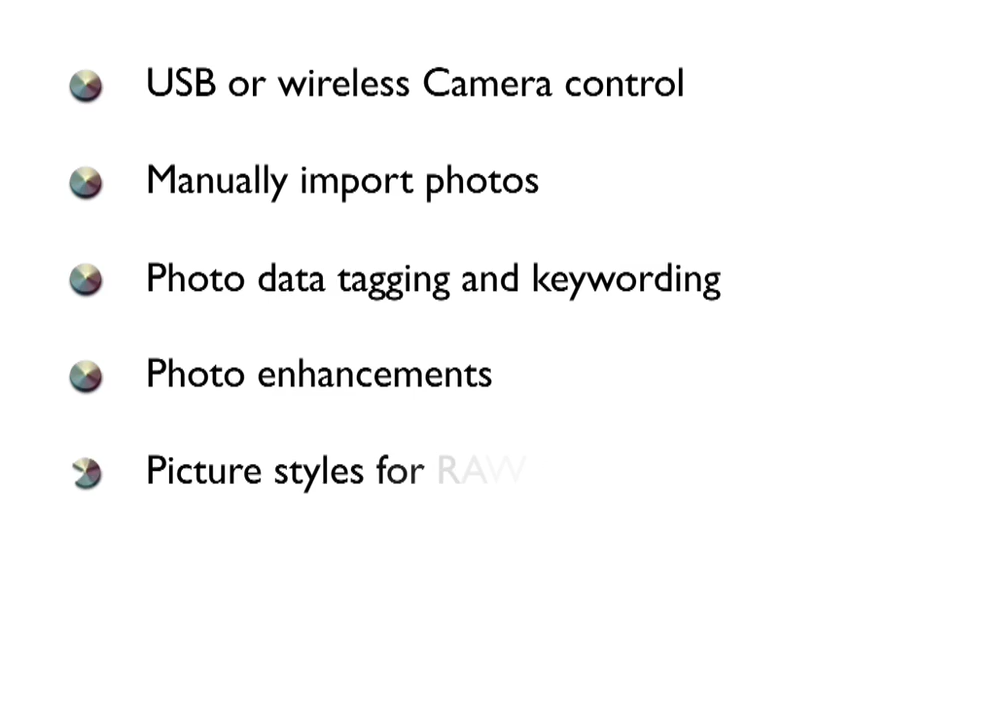 USB or wireless Camera control
Manually import photos
Photo data tagging and keywording
Photo enhancements
Picture styles for RAW